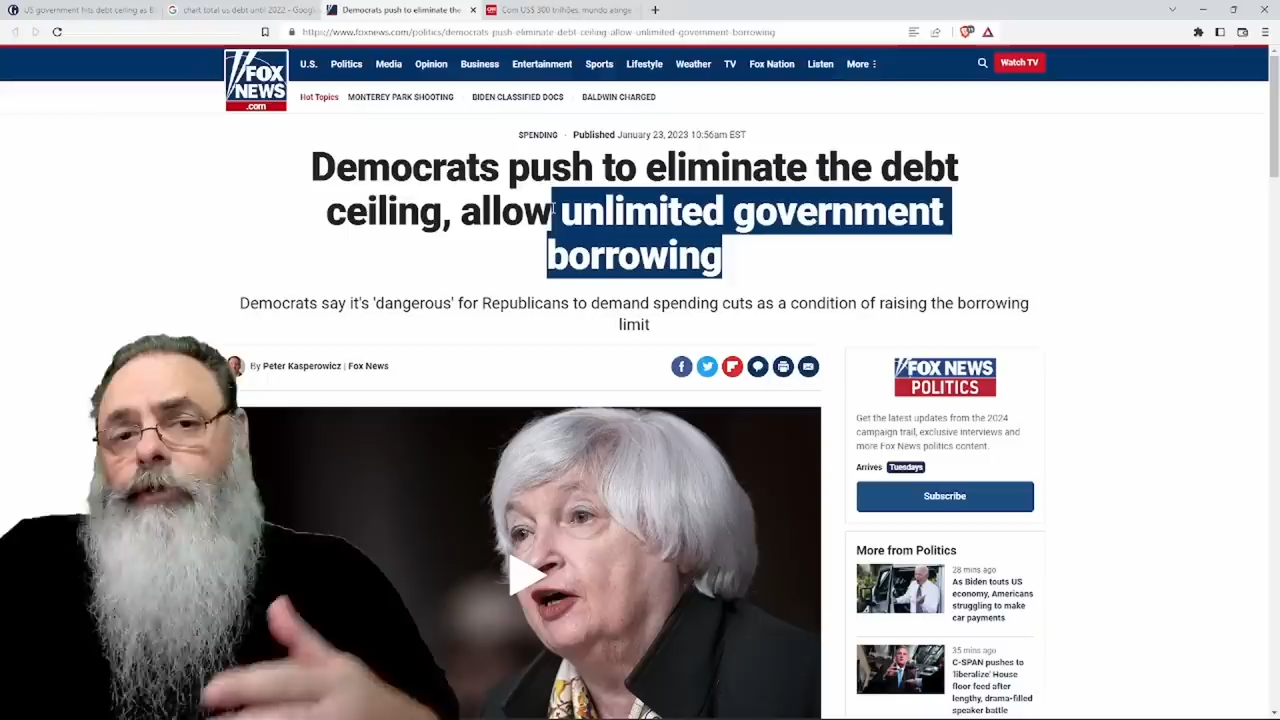 US government hits debt ceiling as
chart total us debt until 2022 - Google
Democrats push to eliminate the
Com US$ 300 trilhões, mundo atinge
https://www.foxnews.com/politics/democrats-push-eliminate-debt-ceiling-allow-unlimited-government-borrowing
FOX
NEWS
.com
U.S. Politics Media Opinion Business Entertainment Sports Lifestyle Weather TV Fox Nation Listen More
Watch TV
Hot Topics MONTEREY PARK SHOOTING BIDEN CLASSIFIED DOCS BALDWIN CHARGED
SPENDING · Published January 23, 2023 10:56am EST
Democrats push to eliminate the debt
ceiling, allow unlimited government
borrowing
Democrats say it's 'dangerous' for Republicans to demand spending cuts as a condition of raising the borrowing
limit
By Peter Kasperowicz | Fox News
FOX NEWS
POLITICS
Get the latest updates from the 2024
campaign trail, exclusive interviews and
more Fox News politics content.
Arrives Tuesdays
Subscribe
More from Politics
28 mins ago
As Biden touts US
economy, Americans
struggling to make
car payments
35 mins ago
C-SPAN pushes to
'liberalize' House
floor feed after
lengthy, drama-filled
speaker battle